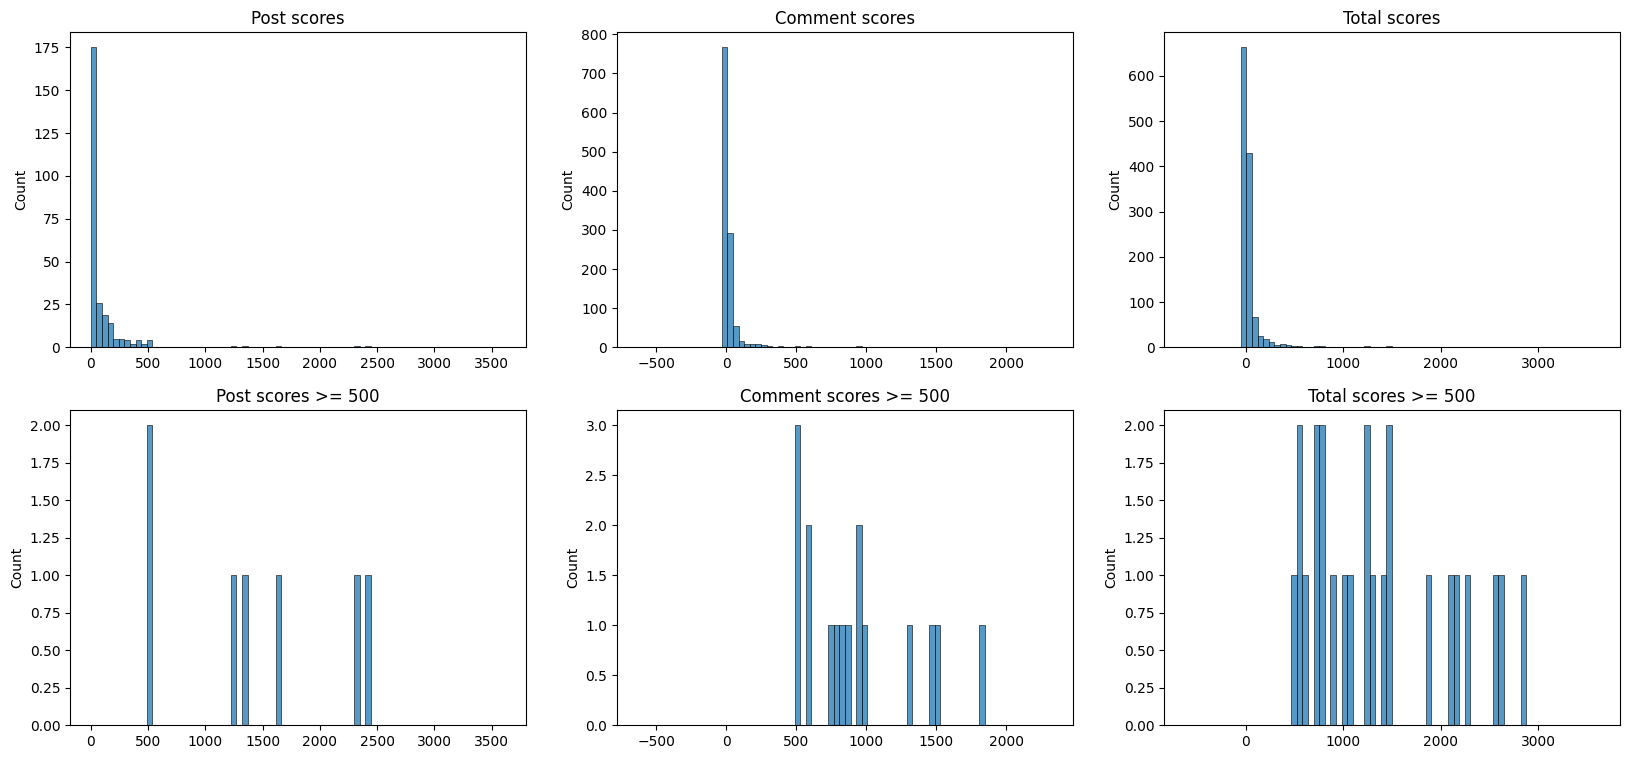 Post scores
Count
175
150
125
100
75
50
25
0
0 500 1000 1500 2000 2500 3000 3500
Comment scores
Count
800
700
600
500
400
300
200
100
0
−500 0 500 1000 1500 2000
Total scores
Count
600
500
400
300
200
100
0
0 1000 2000 3000
Post scores >= 500
Count
2.00
1.75
1.50
1.25
1.00
0.75
0.50
0.25
0.00
0 500 1000 1500 2000 2500 3000 3500
Comment scores >= 500
Count
3.0
2.5
2.0
1.5
1.0
0.5
0.0
−500 0 500 1000 1500 2000
Total scores >= 500
Count
2.00
1.75
1.50
1.25
1.00
0.75
0.50
0.25
0.00
0 1000 2000 3000